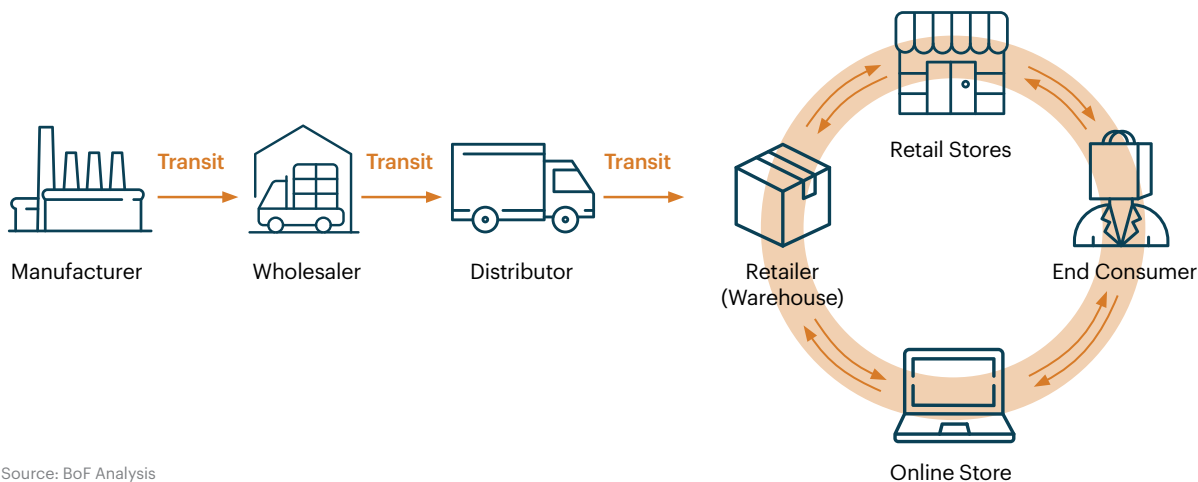 Transit
Transit
Transit
Manufacturer
Wholesaler
Distributor
Retailer
(Warehouse)
Retail Stores
End Consumer
Online Store
Source: BoF Analysis